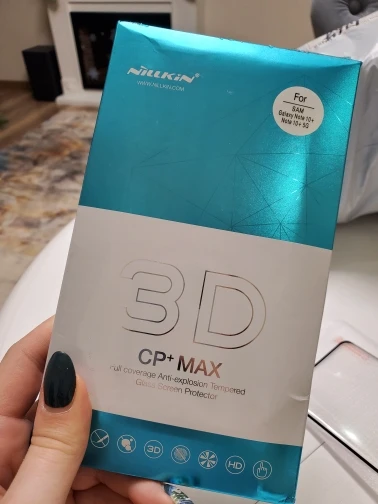 NILLKIN®
WWW.NILLKIN.COM
For
SAM
Galaxy Note 10+
Note 10+ 5G
3D
CP+ MAX
Full coverage Anti-explosion Tempered
Glass Screen Protector
3D
HD